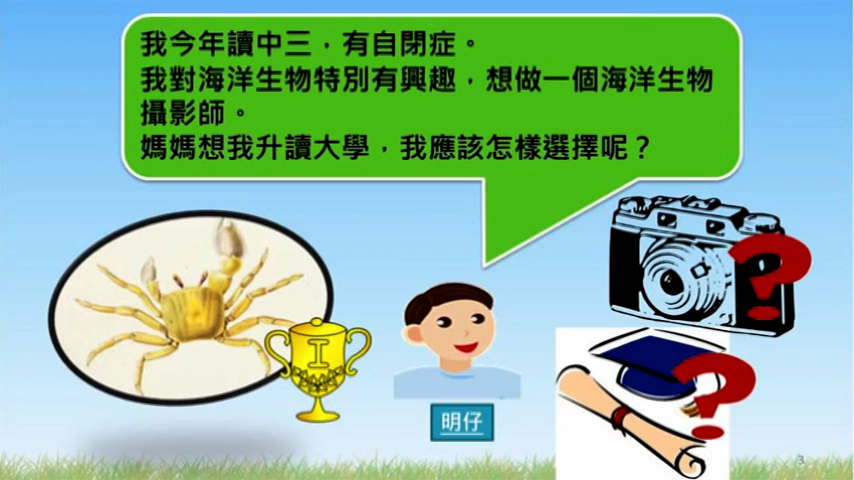 我今年讀中三，有自閉症。
我對海洋生物特別有興趣，想做一個海洋生物
攝影師。
媽媽想我升讀大學，我應該怎樣選擇呢？
?
I
?
明仔
3